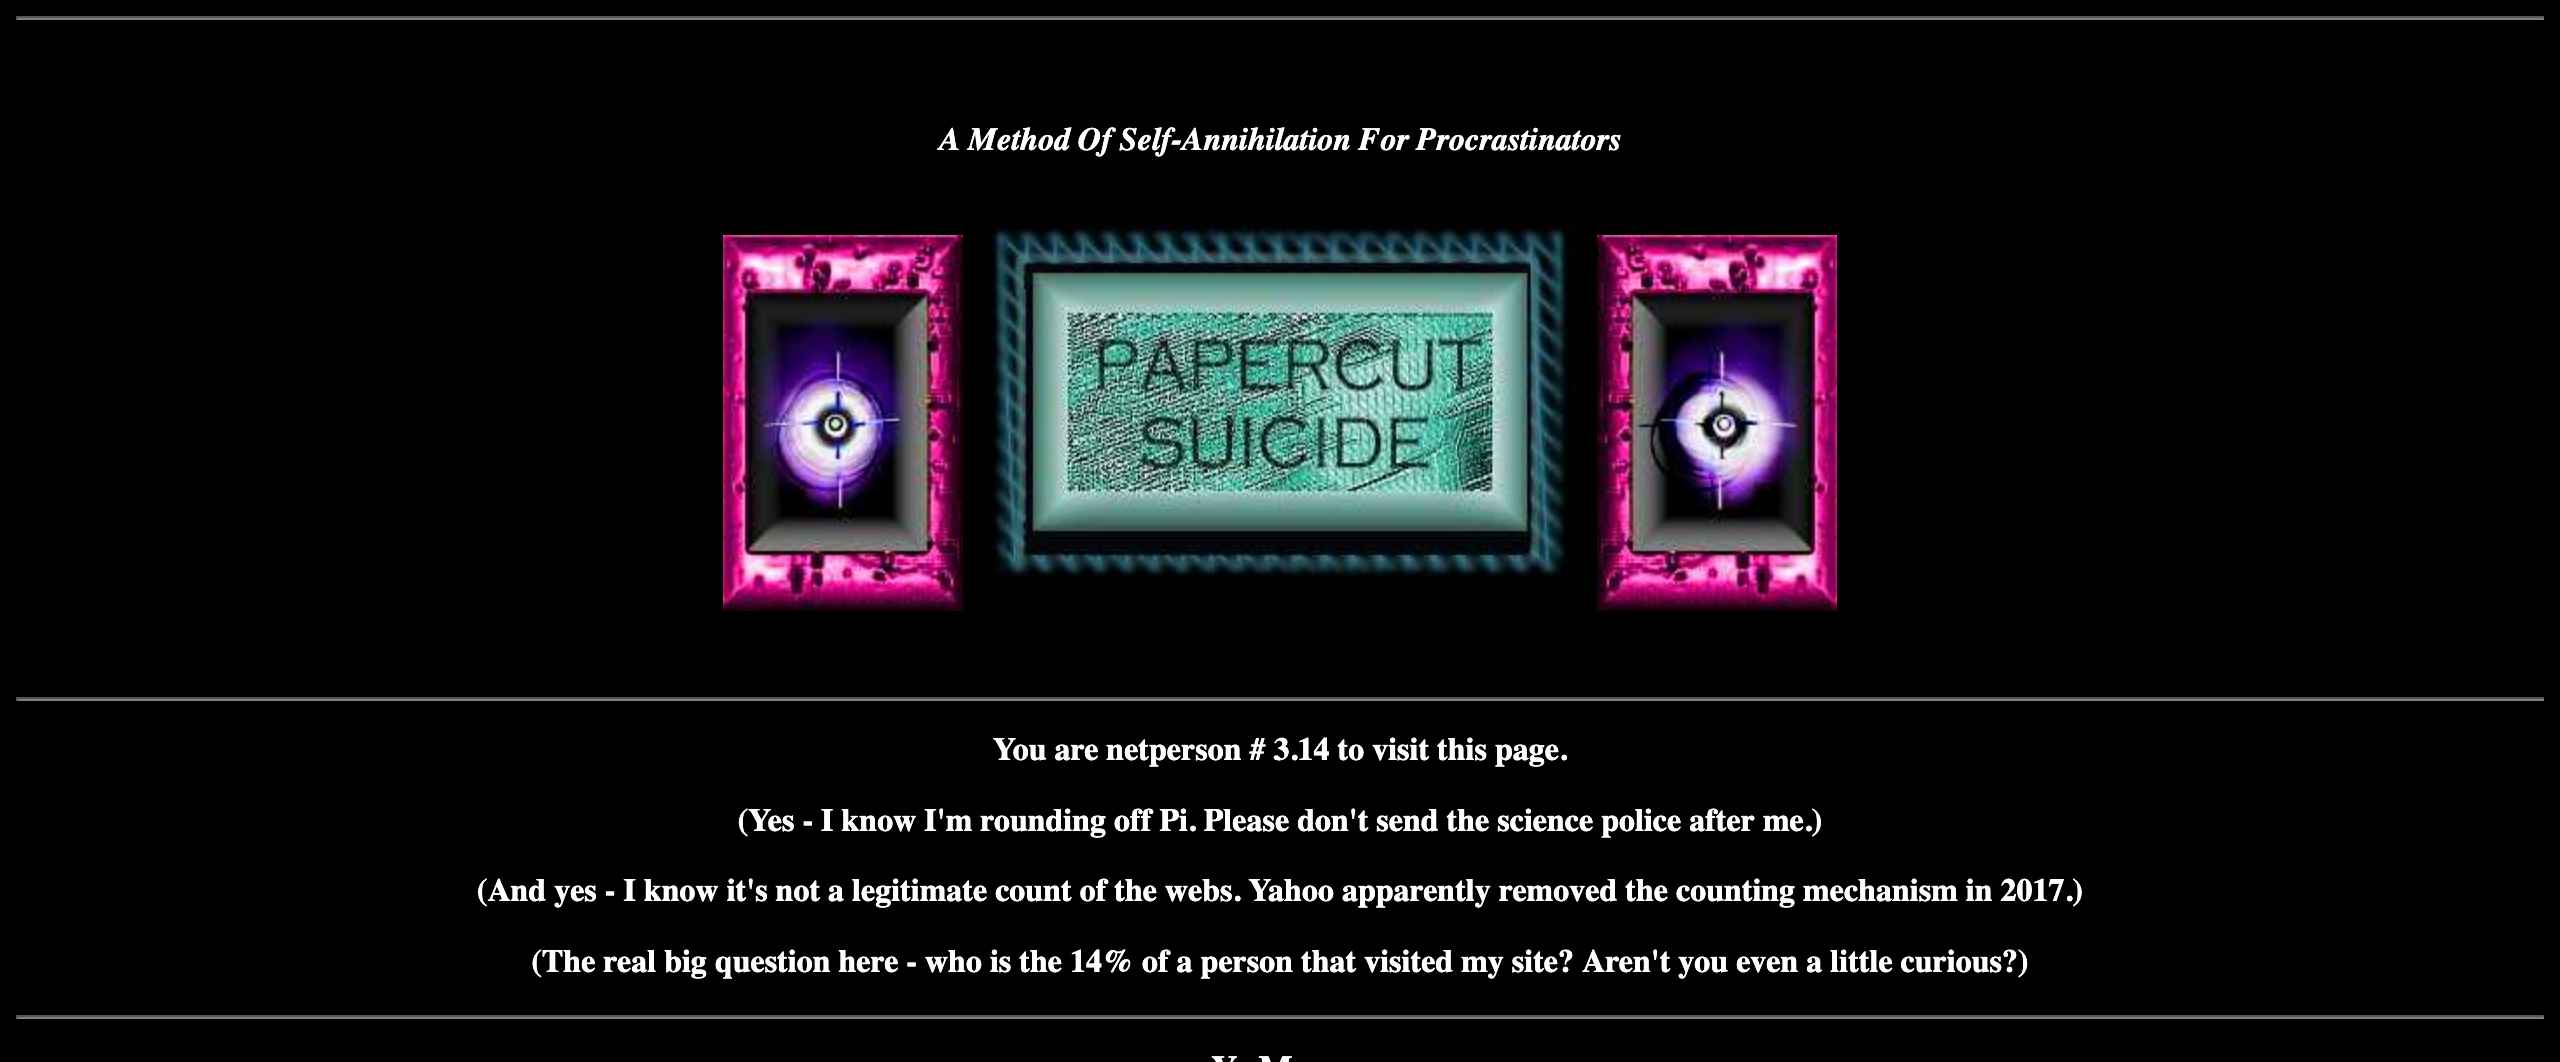 A Method Of Self-Annihilation For Procrastinators
PAPERCUT
SUICIDE
You are netperson # 3.14 to visit this page.
(Yes - I know I'm rounding off Pi. Please don't send the science police after me.)
(And yes - I know it's not a legitimate count of the webs. Yahoo apparently removed the counting mechanism in 2017.)
(The real big question here - who is the 14% of a person that visited my site? Aren't you even a little curious?)